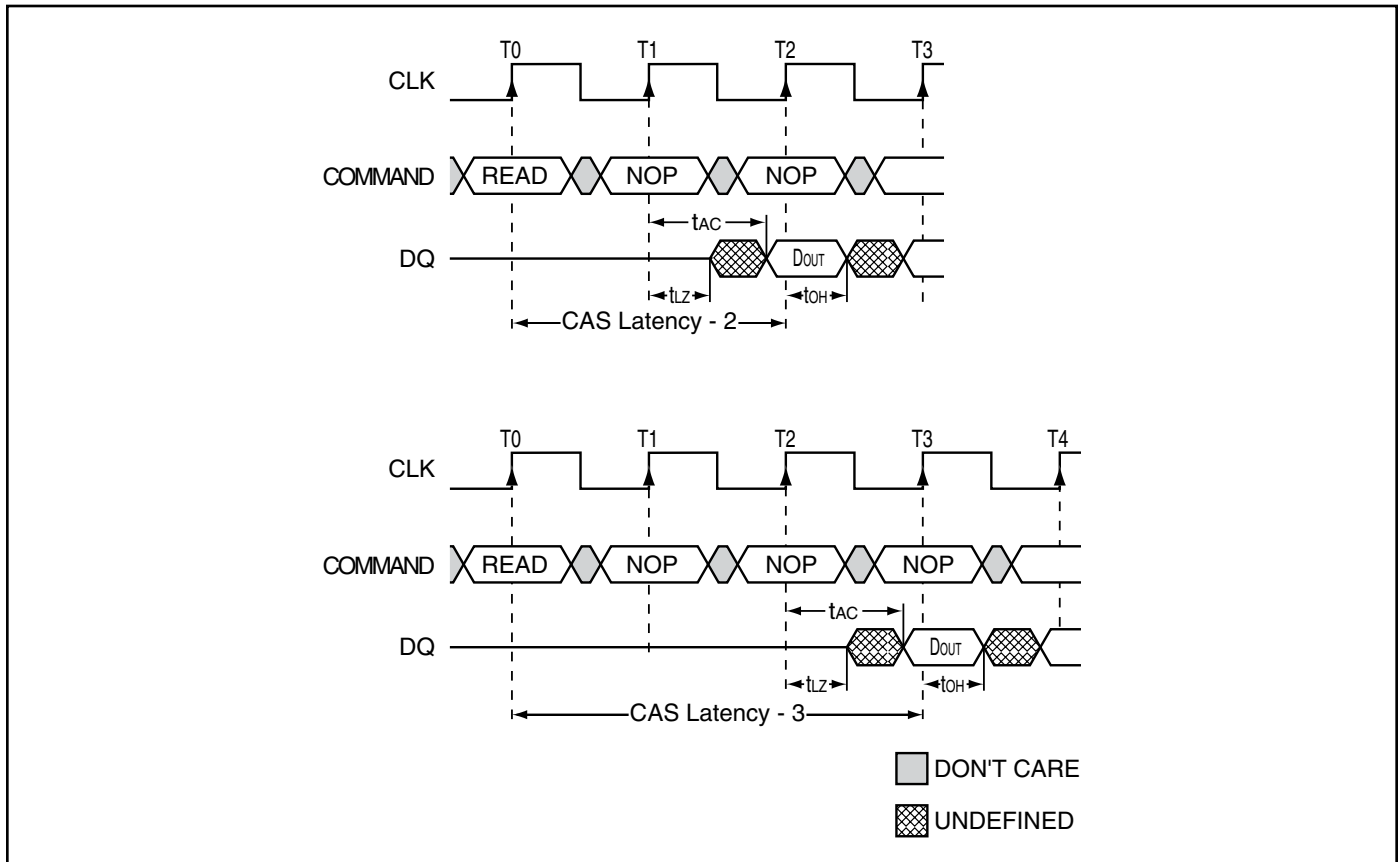 T0 T1 T2 T3
CLK
COMMAND READ NOP NOP
tAC
DQ DOUT
tLZ tOH
CAS Latency - 2
T0 T1 T2 T3 T4
CLK
COMMAND READ NOP NOP NOP
tAC
DQ DOUT
tLZ tOH
CAS Latency - 3
DON'T CARE
UNDEFINED